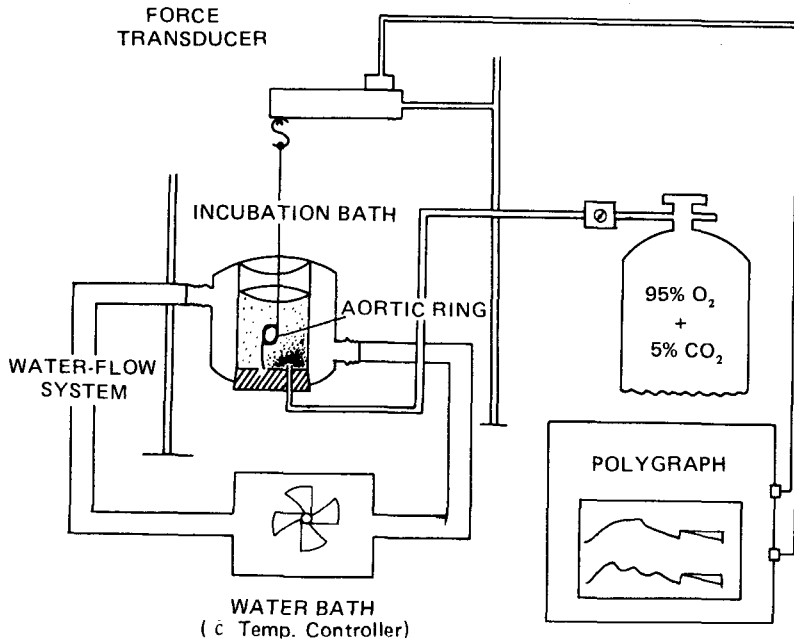 FORCE
TRANSDUCER
INCUBATION BATH
AORTIC RING
95% O₂
+
5% CO₂
WATER-FLOW
SYSTEM
POLYGRAPH
WATER BATH
( c̄ Temp. Controller)